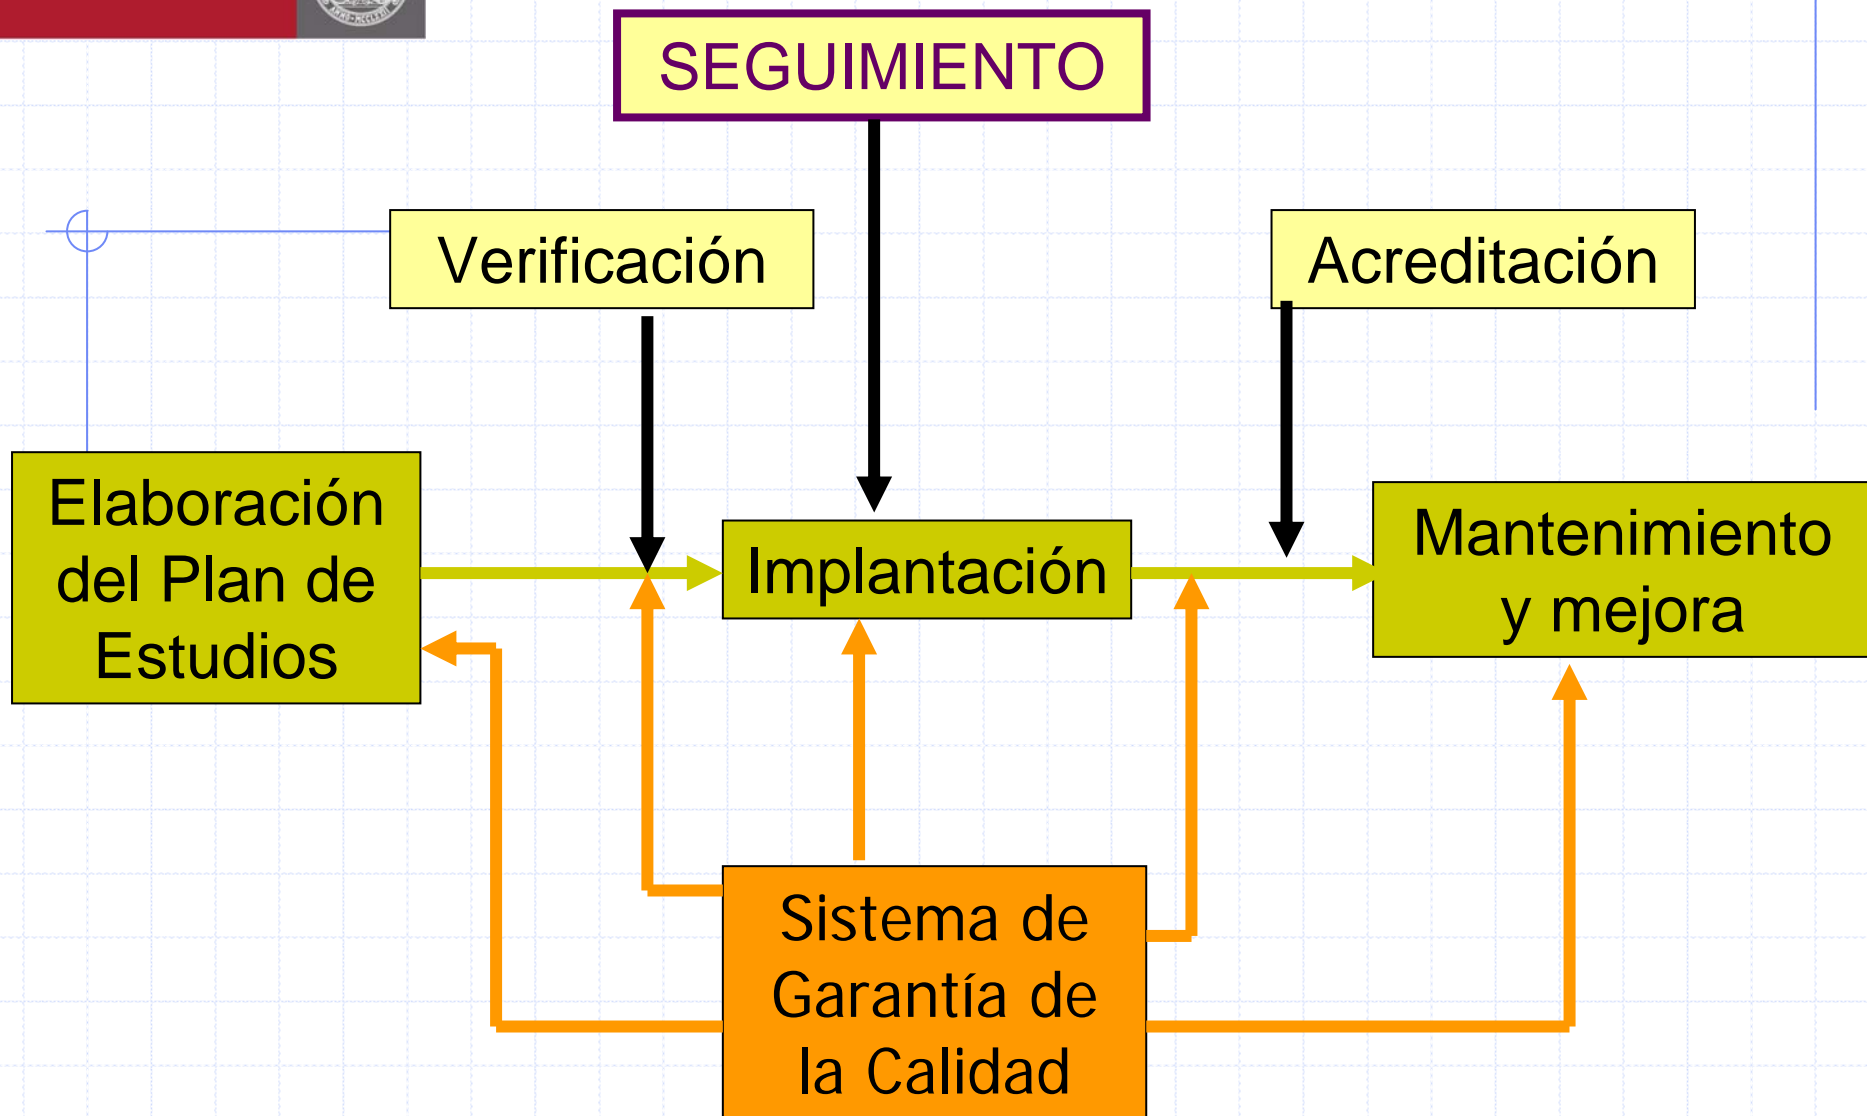 SEGUIMIENTO
Verificación
Acreditación
Elaboración
del Plan de
Estudios
Implantación
Mantenimiento
y mejora
Sistema de
Garantía de
la Calidad